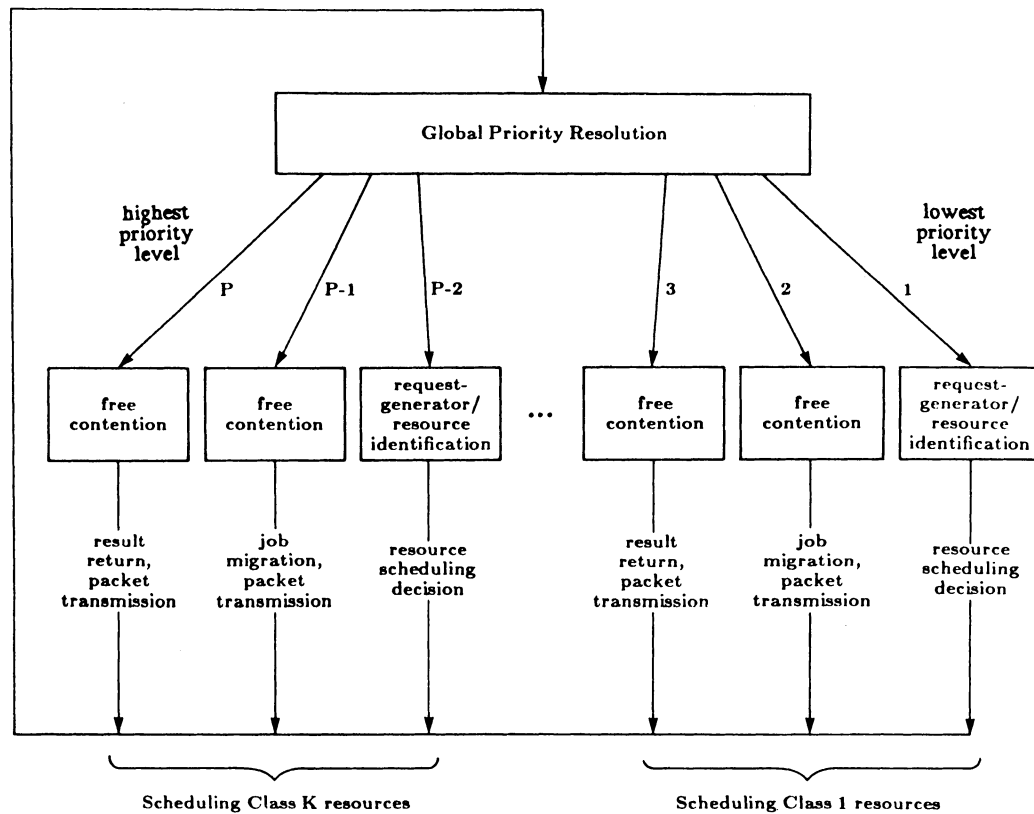 Global Priority Resolution
highest
priority
level
lowest
priority
level
P
P-1
P-2
3
2
1
free
contention
free
contention
request-
generator/
resource
identification
...
free
contention
free
contention
request-
generator/
resource
identification
result
return,
packet
transmission
job
migration,
packet
transmission
resource
scheduling
decision
result
return,
packet
transmission
job
migration,
packet
transmission
resource
scheduling
decision
Scheduling Class K resources
Scheduling Class 1 resources